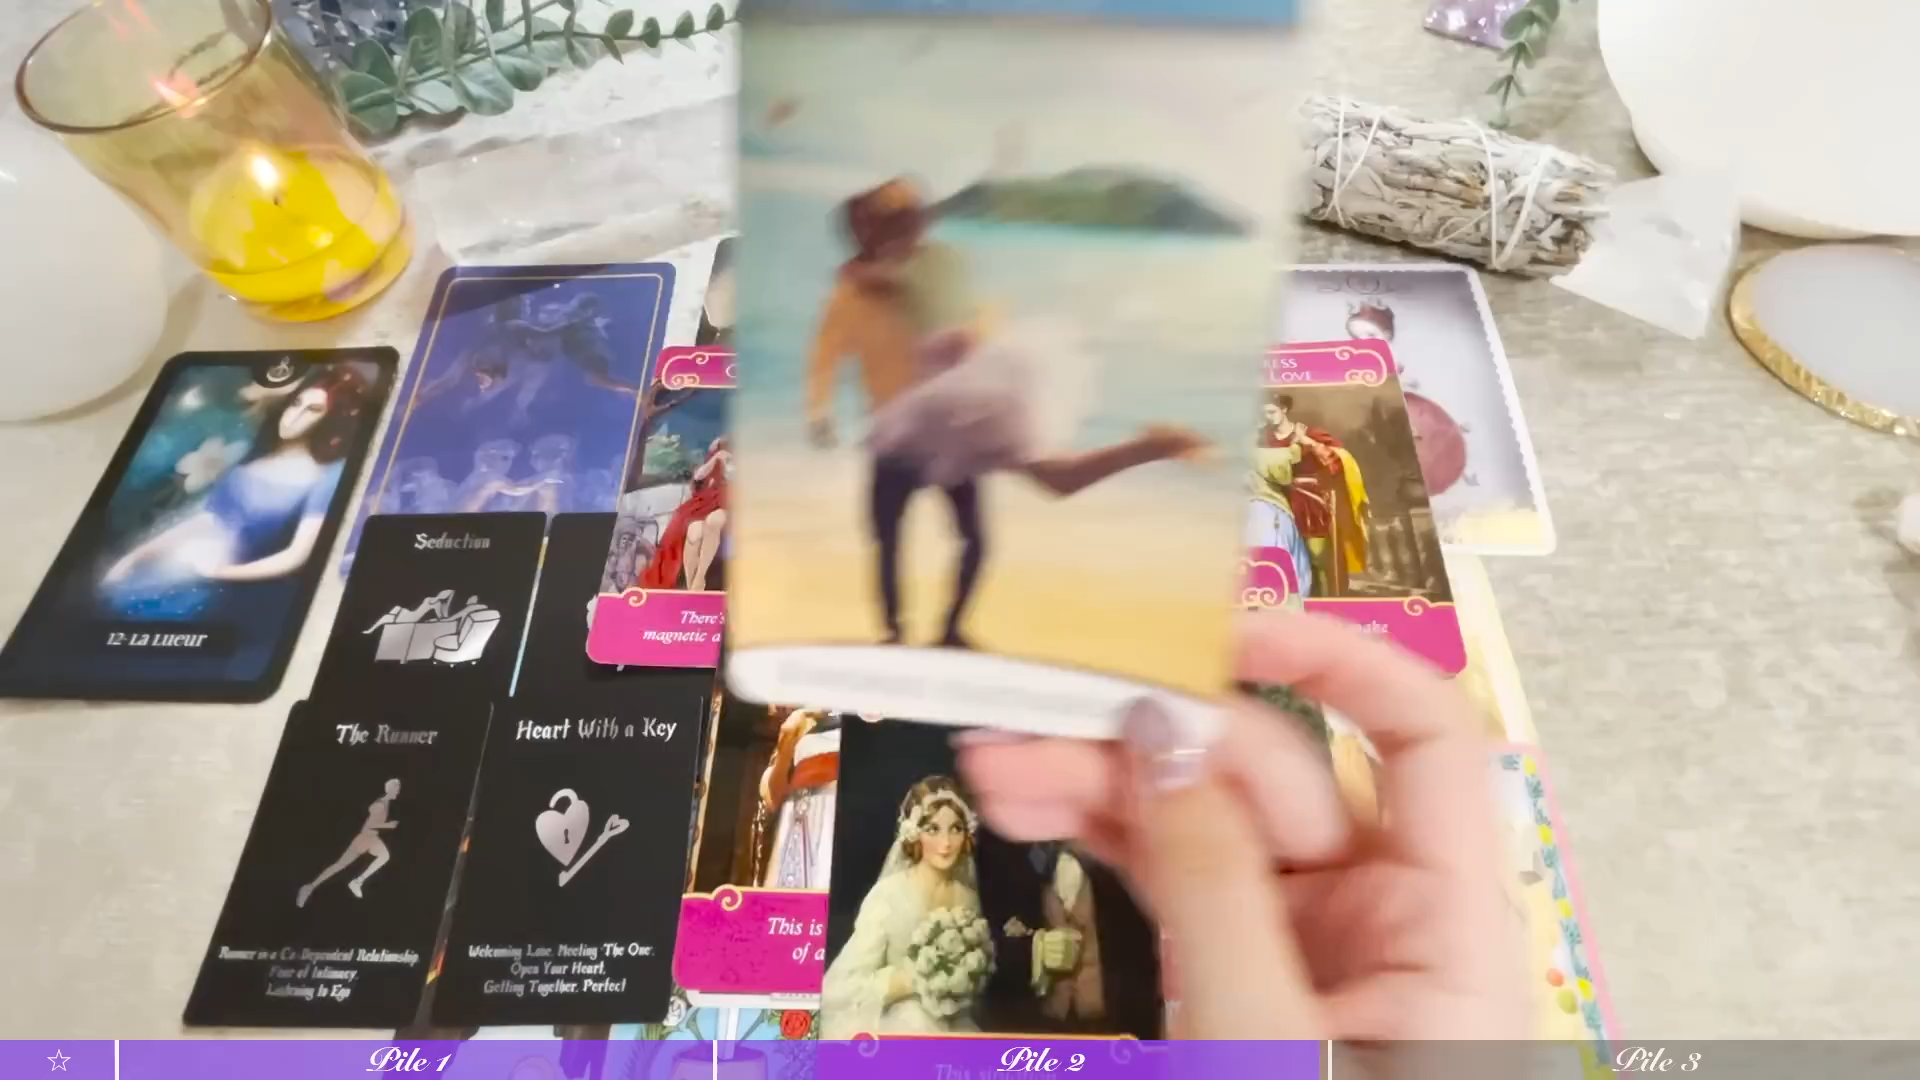 12- La Lueur
Seduction
The Runner
Runner in a Co-Dependent Relationship,
Fear of Intimacy,
Listening to Ego
Heart With a Key
Welcoming Love, Meeting 'The One',
Open Your Heart,
Getting Together, Perfect
There's
magnetic a
This is
of a
LOVE
This situation
☆
Pile 1
Pile 2
Pile 3